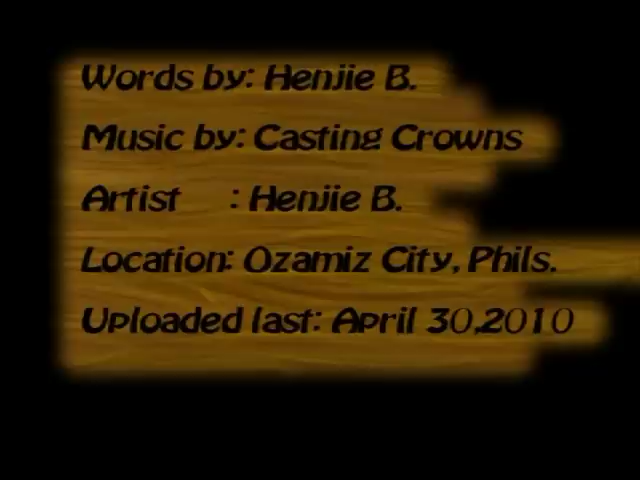 Words by: Henjie B.
Music by: Casting Crowns
Artist : Henjie B.
Location: Ozamiz City, Phils.
Uploaded last: April 30,2010